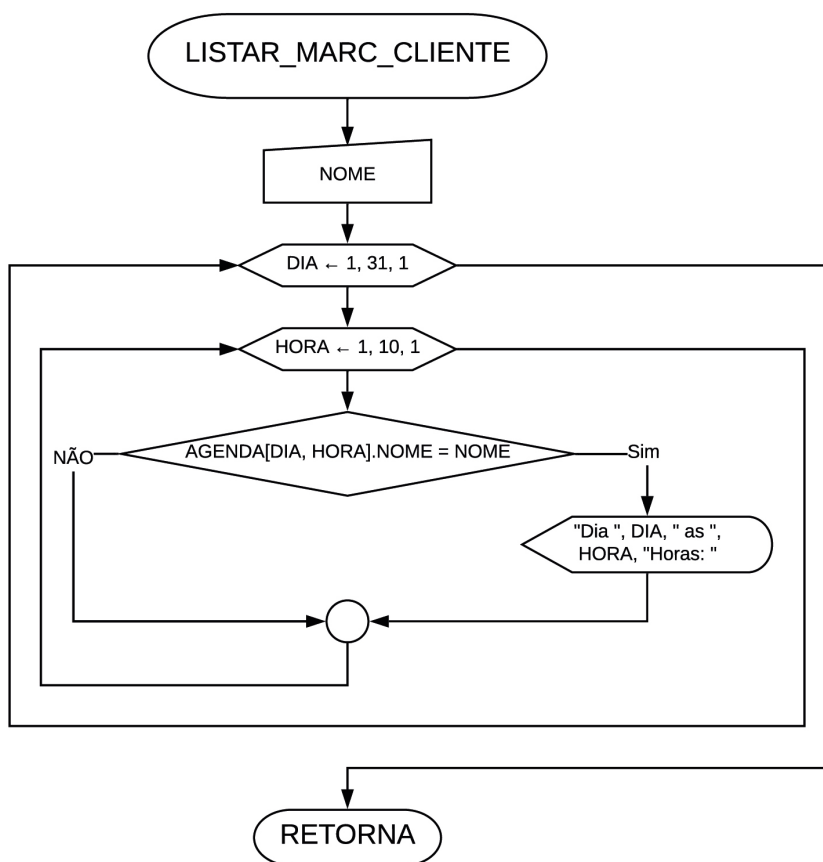 LISTAR_MARC_CLIENTE
NOME
DIA ← 1, 31, 1
HORA ← 1, 10, 1
AGENDA[DIA, HORA].NOME = NOME
NÃO
Sim
"Dia ", DIA, " as ",
HORA, "Horas: "
RETORNA